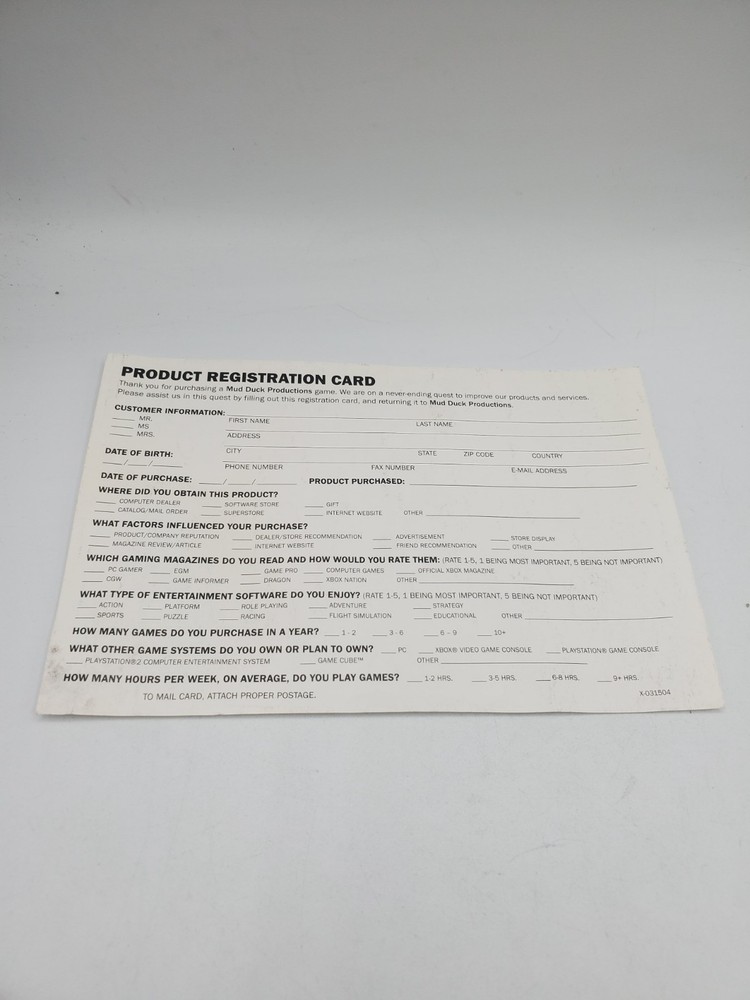 PRODUCT REGISTRATION CARD
Thank you for purchasing a Mud Duck Productions game. We are on a never-ending quest to improve our products and services.
Please assist us in this quest by filling out this registration card, and returning it to Mud Duck Productions.
CUSTOMER INFORMATION:
MR. FIRST NAME LAST NAME
MS
MRS. ADDRESS
DATE OF BIRTH: CITY STATE ZIP CODE COUNTRY
___/___/___ PHONE NUMBER FAX NUMBER E-MAIL ADDRESS
DATE OF PURCHASE: ___/___/___ PRODUCT PURCHASED:
WHERE DID YOU OBTAIN THIS PRODUCT?
COMPUTER DEALER SOFTWARE STORE GIFT
CATALOG/MAIL ORDER SUPERSTORE INTERNET WEBSITE OTHER
WHAT FACTORS INFLUENCED YOUR PURCHASE?
PRODUCT/COMPANY REPUTATION DEALER/STORE RECOMMENDATION ADVERTISEMENT STORE DISPLAY
MAGAZINE REVIEW/ARTICLE INTERNET WEBSITE FRIEND RECOMMENDATION OTHER
WHICH GAMING MAGAZINES DO YOU READ AND HOW WOULD YOU RATE THEM: (RATE 1-5, 1 BEING MOST IMPORTANT, 5 BEING NOT IMPORTANT)
PC GAMER EGM GAME PRO COMPUTER GAMES OFFICIAL XBOX MAGAZINE
CGW GAME INFORMER DRAGON XBOX NATION OTHER
WHAT TYPE OF ENTERTAINMENT SOFTWARE DO YOU ENJOY? (RATE 1-5, 1 BEING MOST IMPORTANT, 5 BEING NOT IMPORTANT)
ACTION PLATFORM ROLE PLAYING ADVENTURE STRATEGY
SPORTS PUZZLE RACING FLIGHT SIMULATION EDUCATIONAL OTHER
HOW MANY GAMES DO YOU PURCHASE IN A YEAR? 1 - 2 3 - 6 6 - 9 10+
WHAT OTHER GAME SYSTEMS DO YOU OWN OR PLAN TO OWN? PC XBOX® VIDEO GAME CONSOLE PLAYSTATION® GAME CONSOLE
PLAYSTATION®2 COMPUTER ENTERTAINMENT SYSTEM GAME CUBE™ OTHER
HOW MANY HOURS PER WEEK, ON AVERAGE, DO YOU PLAY GAMES? 1-2 HRS. 3-5 HRS. 6-8 HRS. 9+ HRS.
TO MAIL CARD, ATTACH PROPER POSTAGE. X-031504